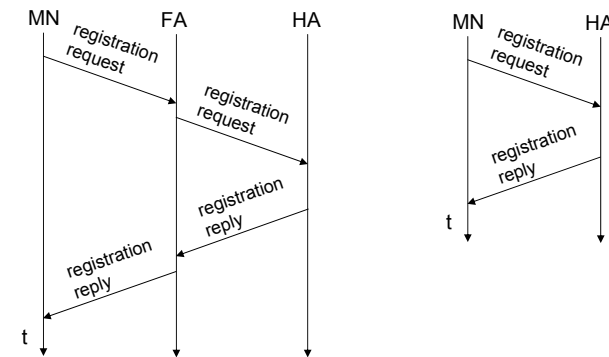 MN FA HA
registration
request
registration
request
registration
reply
registration
reply
t
MN HA
registration
request
registration
reply
t